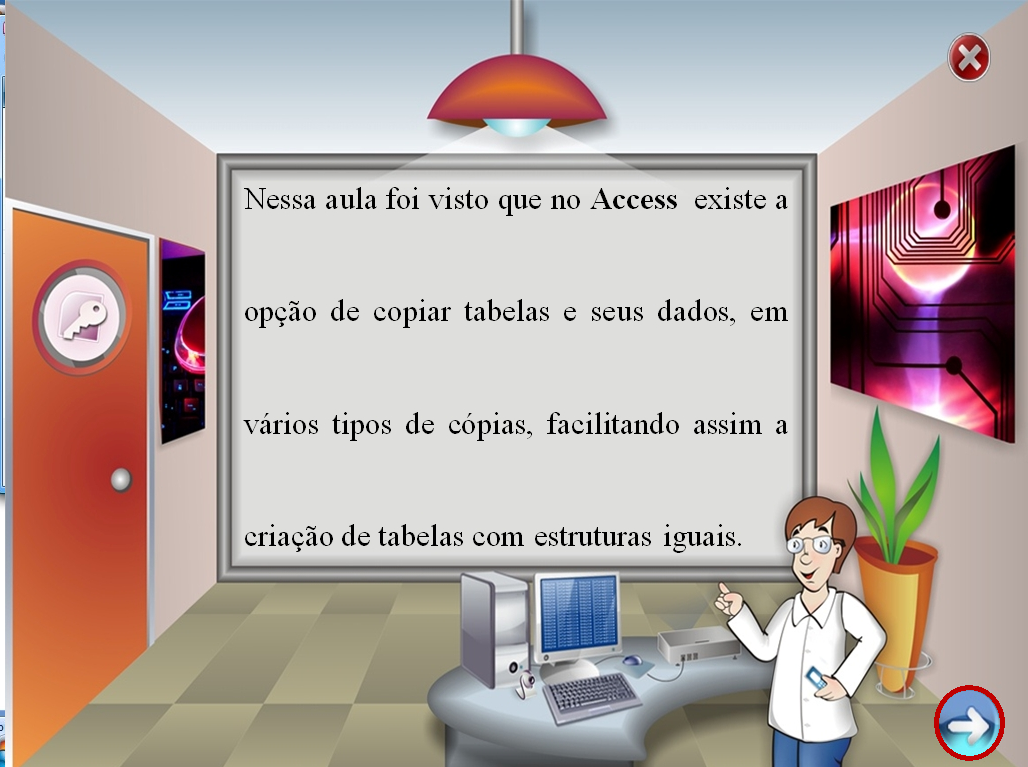 Nessa aula foi visto que no Access existe a
opção de copiar tabelas e seus dados, em
vários tipos de cópias, facilitando assim a
criação de tabelas com estruturas iguais.